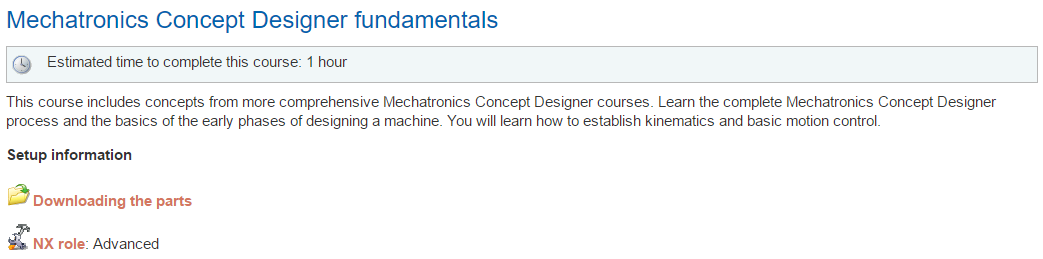 Mechatronics Concept Designer fundamentals
Estimated time to complete this course: 1 hour
This course includes concepts from more comprehensive Mechatronics Concept Designer courses. Learn the complete Mechatronics Concept Designer
process and the basics of the early phases of designing a machine. You will learn how to establish kinematics and basic motion control.
Setup information
Downloading the parts
NX role: Advanced